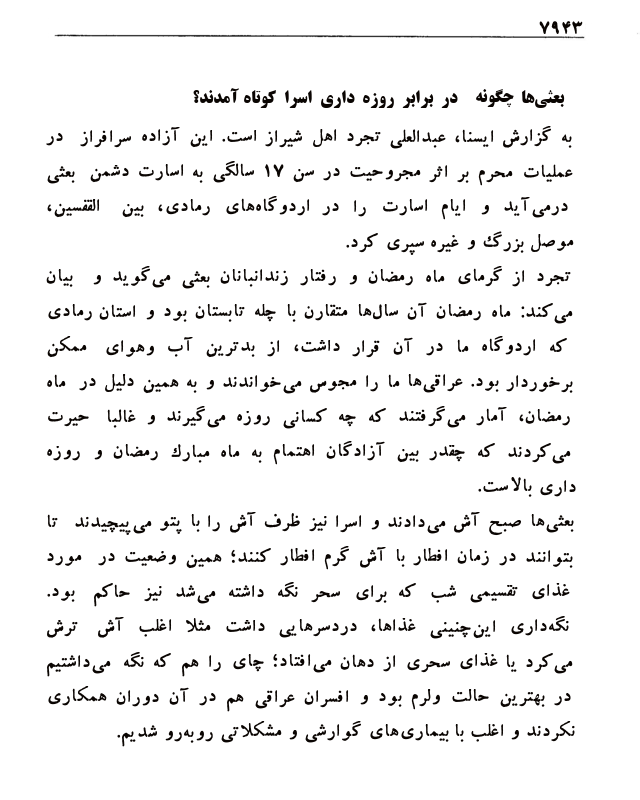 ۷۹۴۳
بعثی‌ها چگونه در برابر روزه داری اسرا کوتاه آمدند؟
به گزارش ایسنا، عبدالعلی تجرد اهل شیراز است. این آزاده سرافراز در
عملیات محرم بر اثر مجروحیت در سن ۱۷ سالگی به اسارت دشمن بعثی
درمی‌آید و ایام اسارت را در اردوگاه‌های رمادی، بین القفسین،
موصل بزرگ و غیره سپری کرد.
تجرد از گرمای ماه رمضان و رفتار زندانبانان بعثی می‌گوید و بیان
می‌کند: ماه رمضان آن سال‌ها متقارن با چله تابستان بود و استان رمادی
که اردوگاه ما در آن قرار داشت، از بدترین آب وهوای ممکن
برخوردار بود. عراقی‌ها ما را مجوس می‌خواندند و به همین دلیل در ماه
رمضان، آمار می‌گرفتند که چه کسانی روزه می‌گیرند و غالبا حیرت
می‌کردند که چقدر بین آزادگان اهتمام به ماه مبارک رمضان و روزه
داری بالاست.
بعثی‌ها صبح آش می‌دادند و اسرا نیز ظرف آش را با پتو می‌پیچیدند تا
بتوانند در زمان افطار با آش گرم افطار کنند؛ همین وضعیت در مورد
غذای تقسیمی شب که برای سحر نگه داشته می‌شد نیز حاکم بود.
نگه‌داری این‌چنینی غذاها، دردسرهایی داشت مثلا اغلب آش ترش
می‌کرد یا غذای سحری از دهان می‌افتاد؛ چای را هم که نگه می‌داشتیم
در بهترین حالت ولرم بود و افسران عراقی هم در آن دوران همکاری
نکردند و اغلب با بیماری‌های گوارشی و مشکلاتی روبه‌رو شدیم.